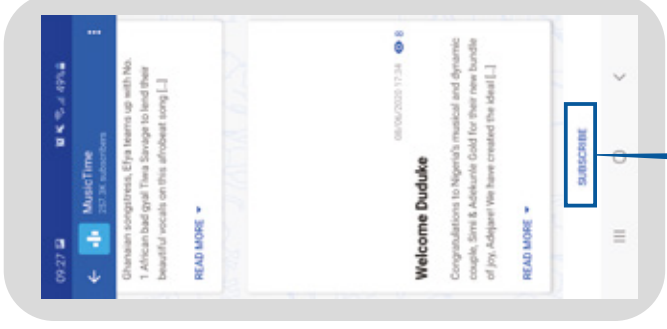 09:27 49%
MusicTime
257.3K subscribers
Ghanaian songstress, Efya teams up with No.
1 African bad gyal Tiwa Savage to lend their
beautiful vocals on this afrobeat song [...]
READ MORE
08/06/2020 17:34 8
Welcome Duduke
Congratulations to Nigeria's musical and dynamic
couple, Simi & Adekunle Gold for their new bundle
of joy, Adejare! We have created the ideal [...]
READ MORE
SUBSCRIBE